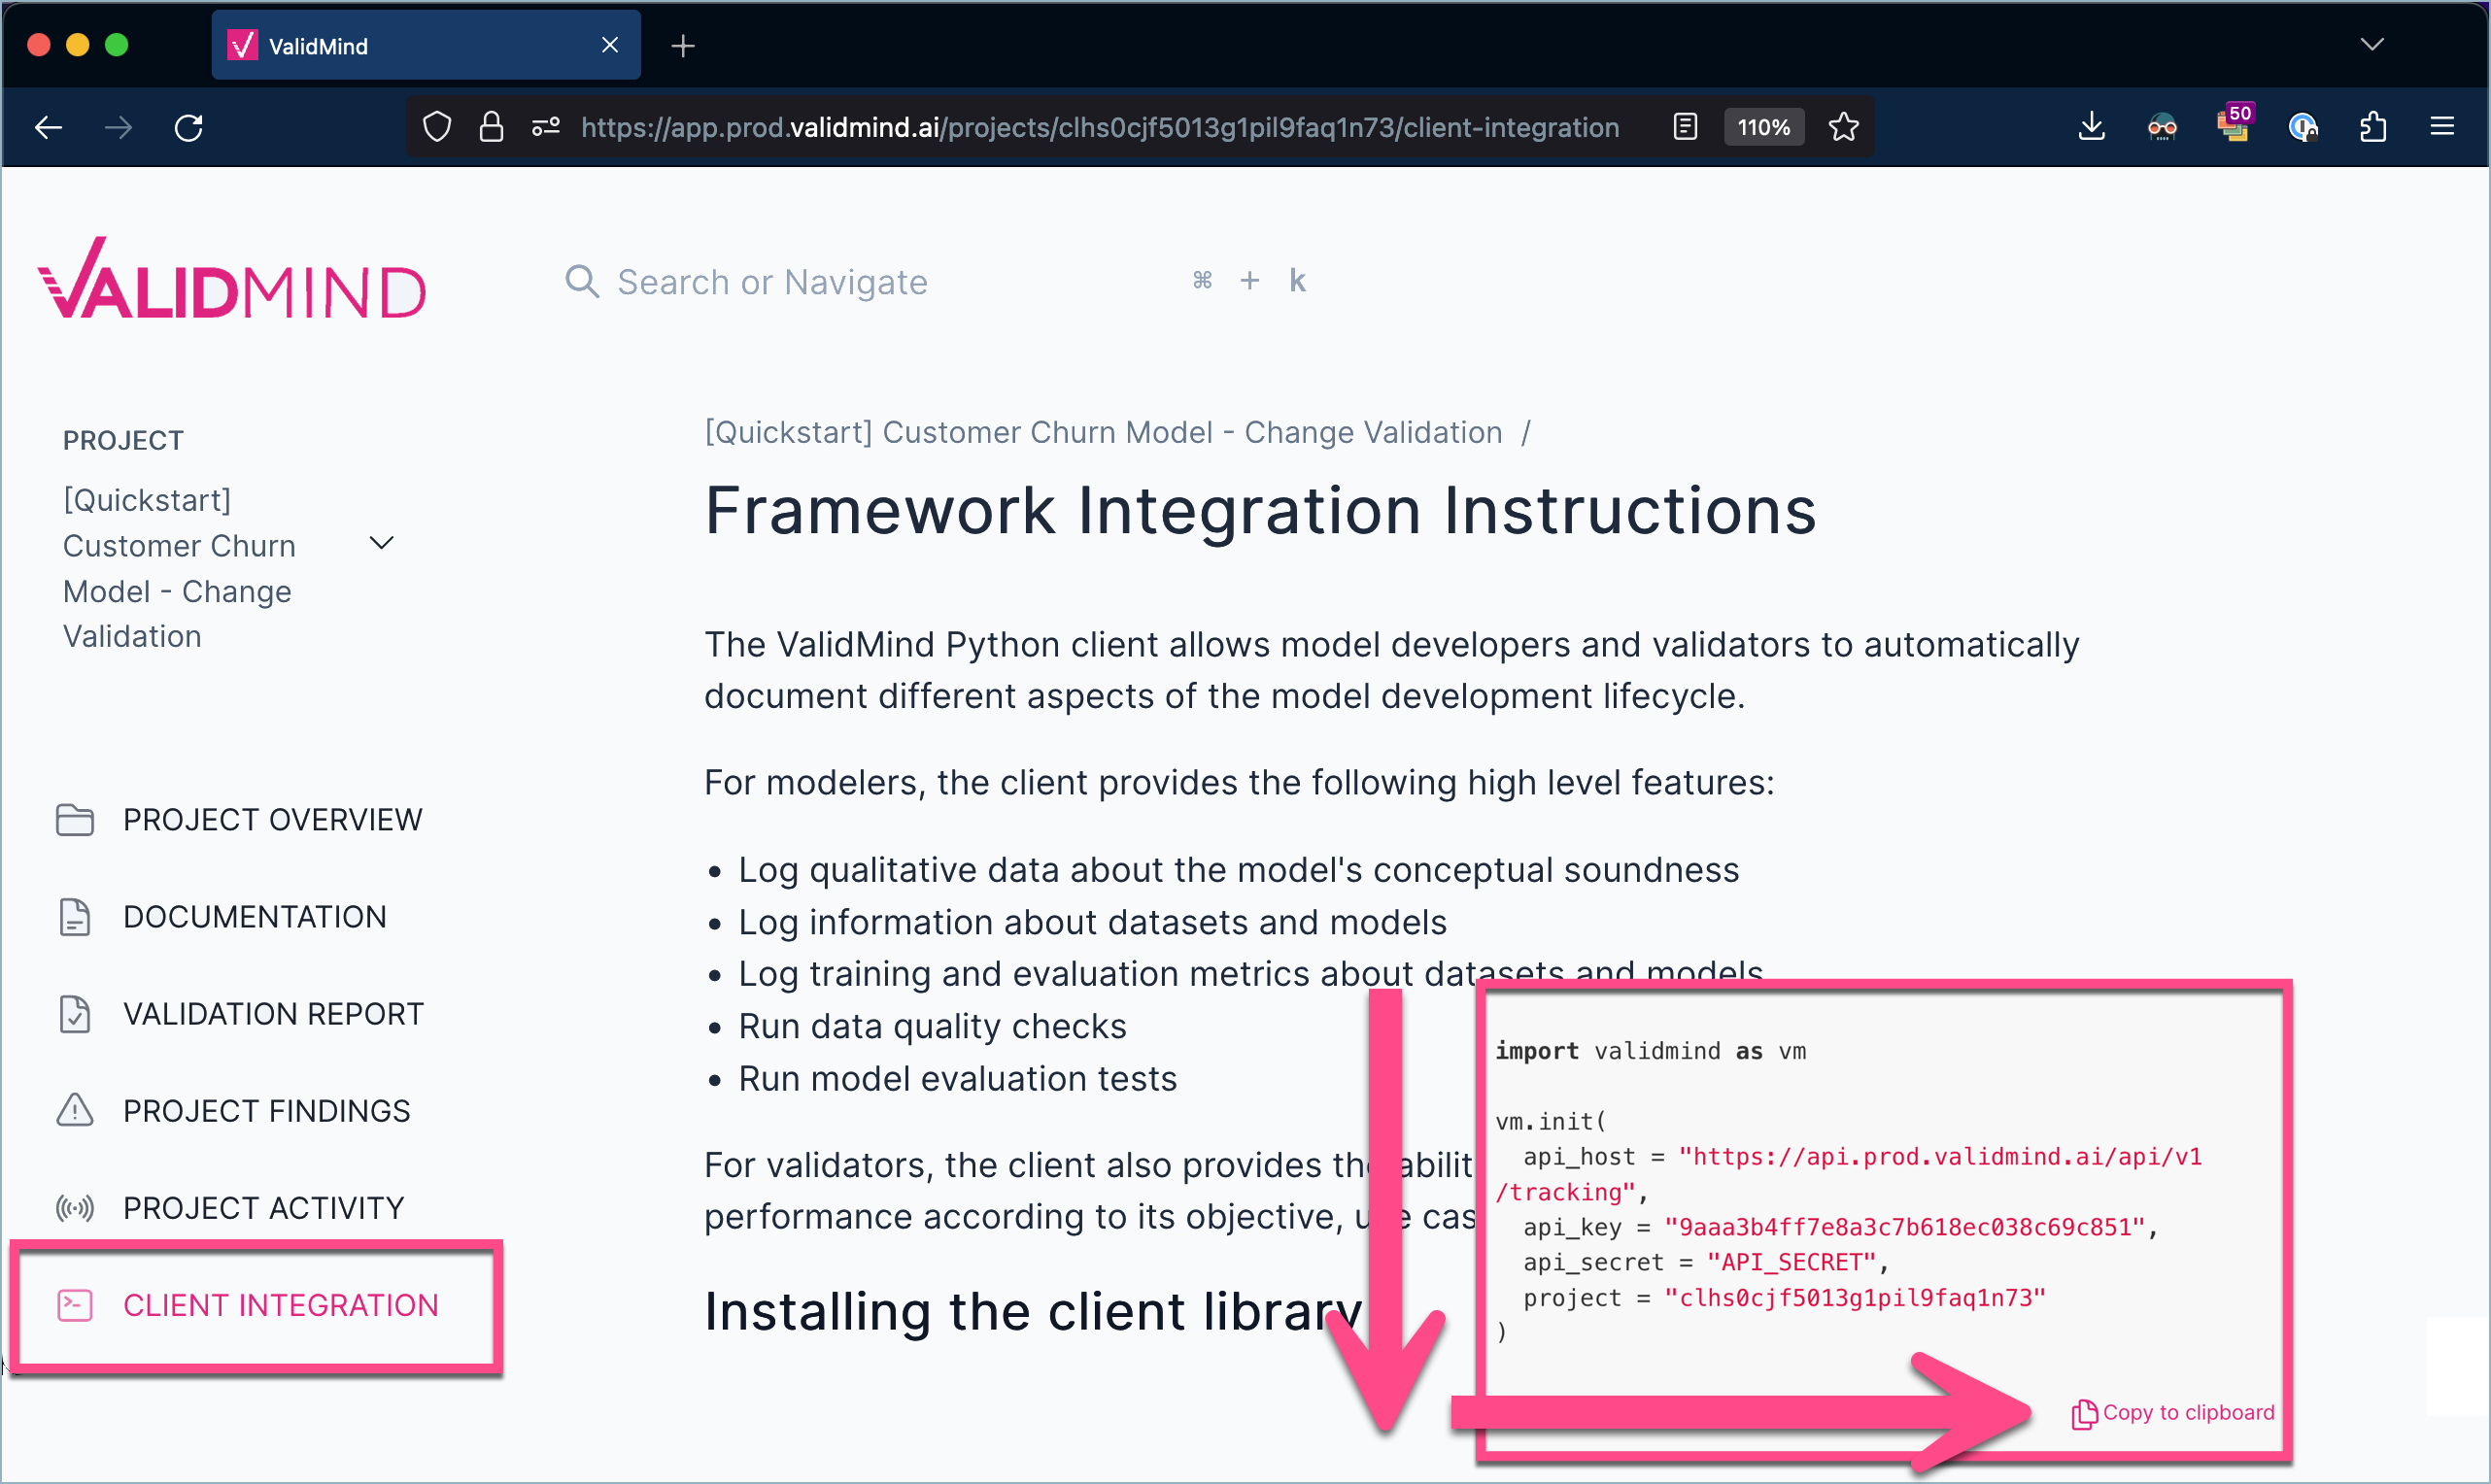 ValidMind
https://app.prod.validmind.ai/projects/clhs0cjf5013g1pil9faq1n73/client-integration
110%
50
VALIDMIND
Search or Navigate
⌘ + k
PROJECT
[Quickstart]
Customer Churn
Model - Change
Validation
PROJECT OVERVIEW
DOCUMENTATION
VALIDATION REPORT
PROJECT FINDINGS
PROJECT ACTIVITY
CLIENT INTEGRATION
[Quickstart] Customer Churn Model - Change Validation /
Framework Integration Instructions
The ValidMind Python client allows model developers and validators to automatically
document different aspects of the model development lifecycle.
For modelers, the client provides the following high level features:
• Log qualitative data about the model's conceptual soundness
• Log information about datasets and models
• Log training and evaluation metrics about datasets and models
• Run data quality checks
• Run model evaluation tests
For validators, the client also provides the
performance according to its objective,
Installing the client library
import validmind as vm
vm.init(
api_host = "https://api.prod.validmind.ai/api/v1
/tracking",
api_key = "9aaa3b4ff7e8a3c7b618ec038c69c851",
api_secret = "API_SECRET",
project = "clhs0cjf5013g1pil9faq1n73"
)
Copy to clipboard